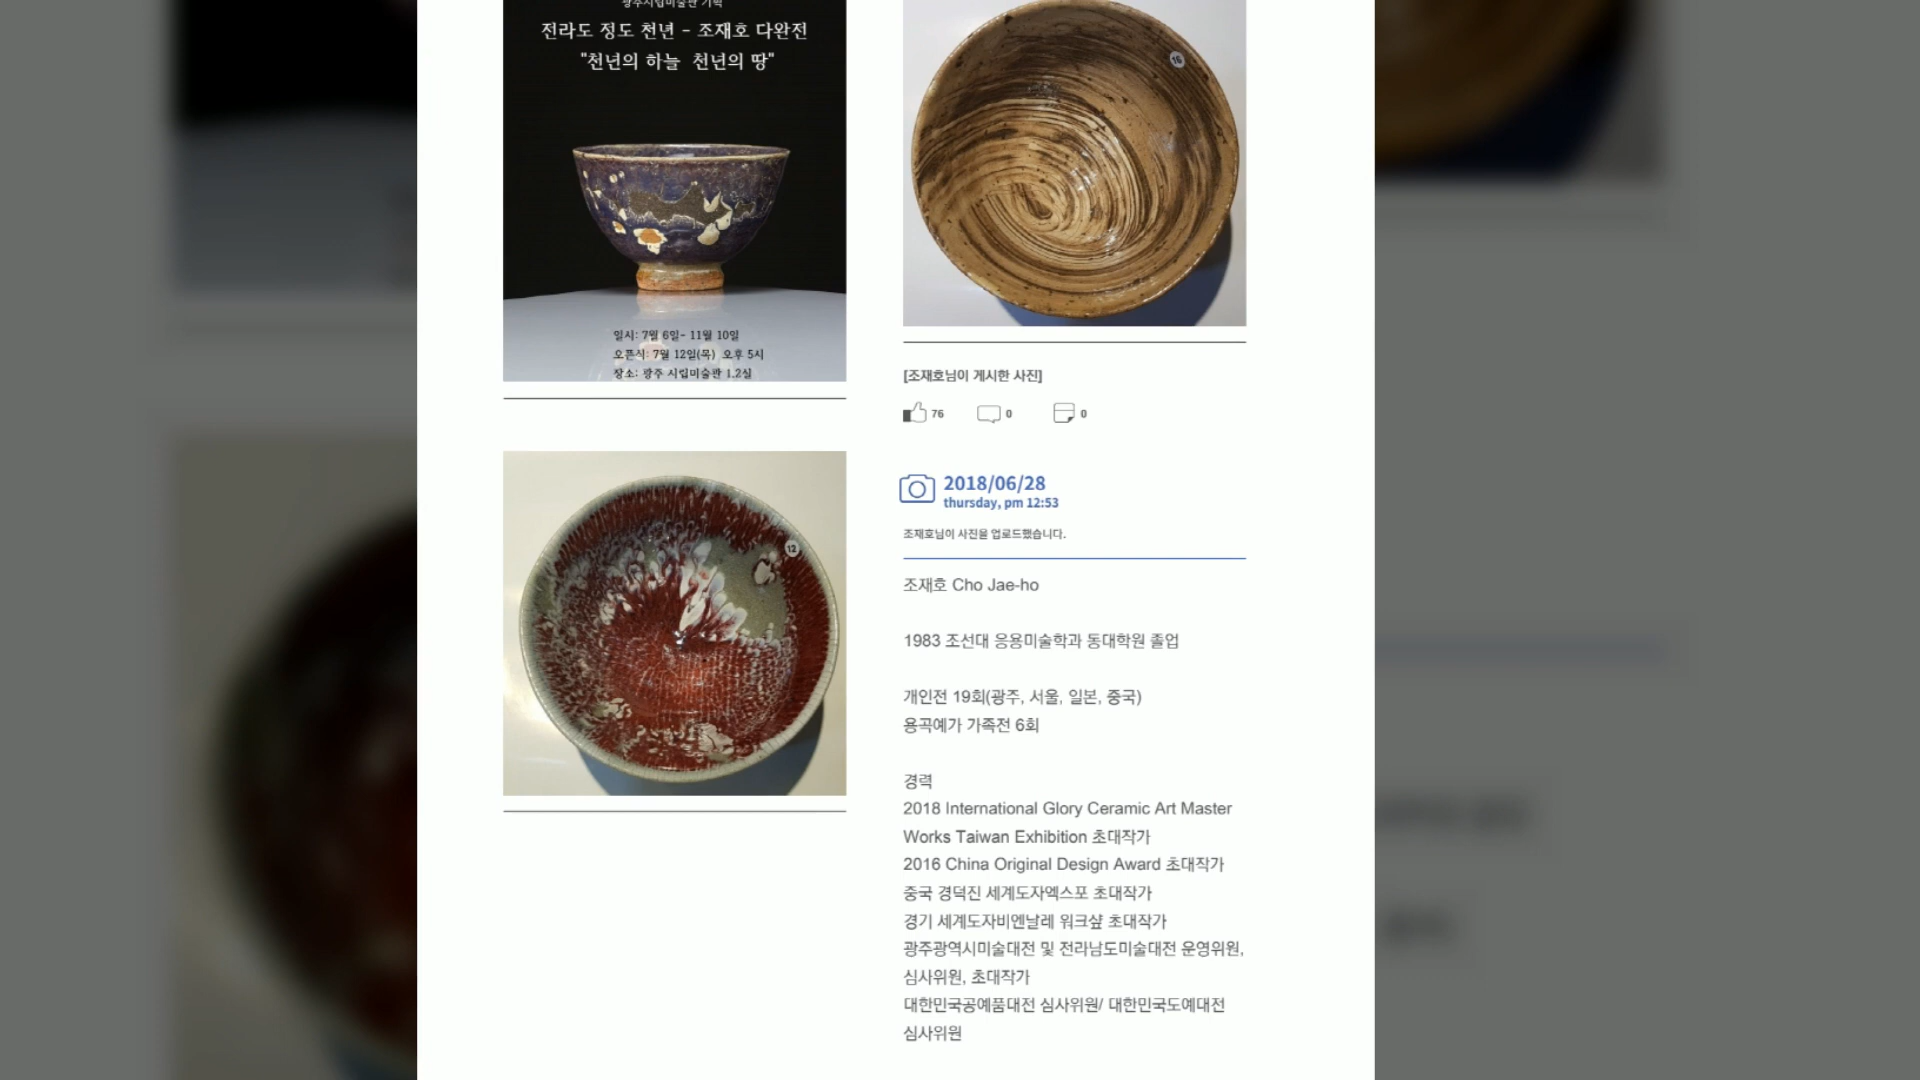 광주시립미술관 기획
전라도 정도 천년 - 조재호 다완전
"천년의 하늘 천년의 땅"
일시: 7월 6일- 11월 10일
오픈식: 7월 12일(목) 오후 5시
장소: 광주 시립미술관 1.2실
12
16
[조재호님이 게시한 사진]
76 0 0
2018/06/28
thursday, pm 12:53
조재호님이 사진을 업로드했습니다.
조재호 Cho Jae-ho
1983 조선대 응용미술학과 동대학원 졸업
개인전 19회(광주, 서울, 일본, 중국)
용곡예가 가족전 6회
경력
2018 International Glory Ceramic Art Master
Works Taiwan Exhibition 초대작가
2016 China Original Design Award 초대작가
중국 경덕진 세계도자엑스포 초대작가
경기 세계도자비엔날레 워크샾 초대작가
광주광역시미술대전 및 전라남도미술대전 운영위원,
심사위원, 초대작가
대한민국공예품대전 심사위원/ 대한민국도예대전
심사위원